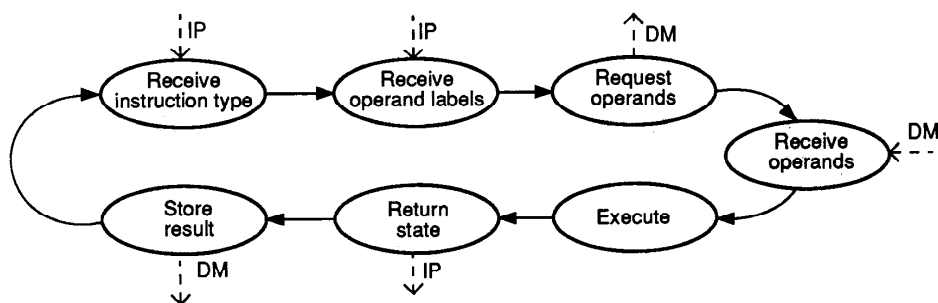 IP
IP
DM
Receive
instruction type
Receive
operand labels
Request
operands
DM
Receive
operands
Store
result
Return
state
Execute
DM
IP